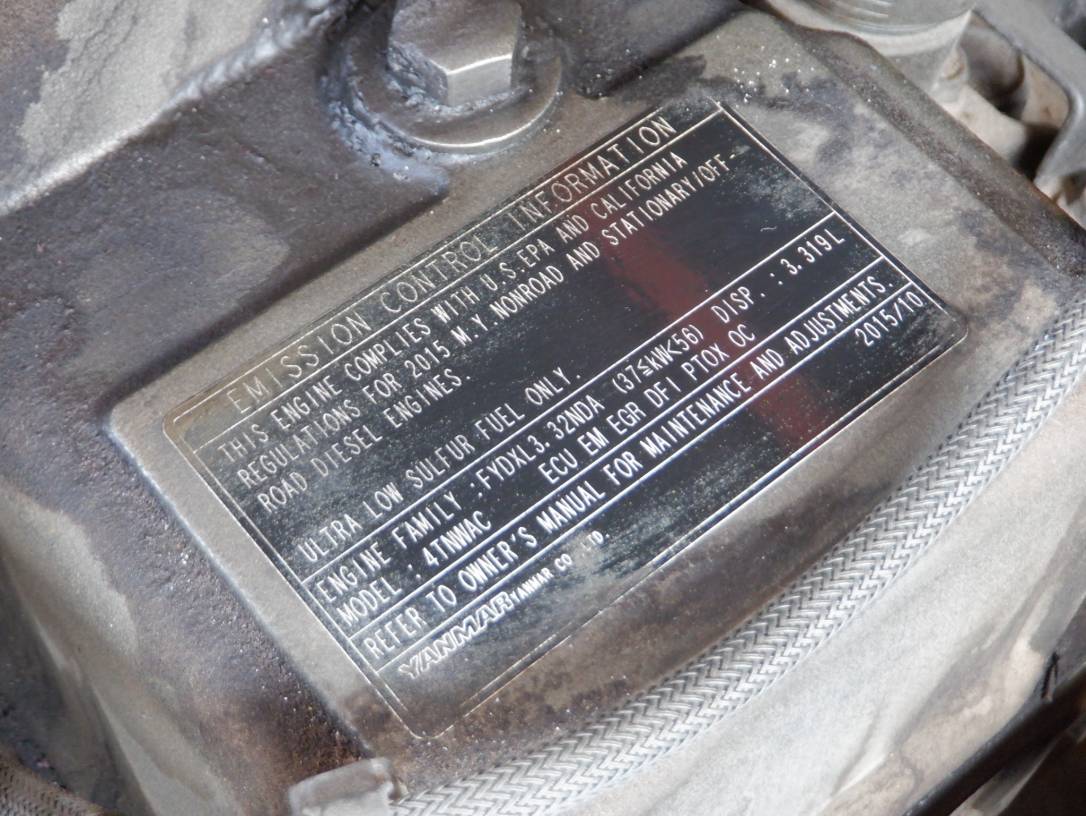 EMISSION CONTROL INFORMATION
THIS ENGINE COMPLIES WITH U.S.EPA AND CALIFORNIA
REGULATIONS FOR 2015 M.Y.NONROAD AND STATIONARY/OFF-
ROAD DIESEL ENGINES.
ULTRA LOW SULFUR FUEL ONLY.
ENGINE FAMILY :FYDXL3.32NDA (37≦kW<56) DISP.:3.319L
MODEL :4TNWAC ECU EM EGR DFI PTOX OC
REFER TO OWNER'S MANUAL FOR MAINTENANCE AND ADJUSTMENTS.
YANMAR YANMAR CO.,LTD. 2015/10